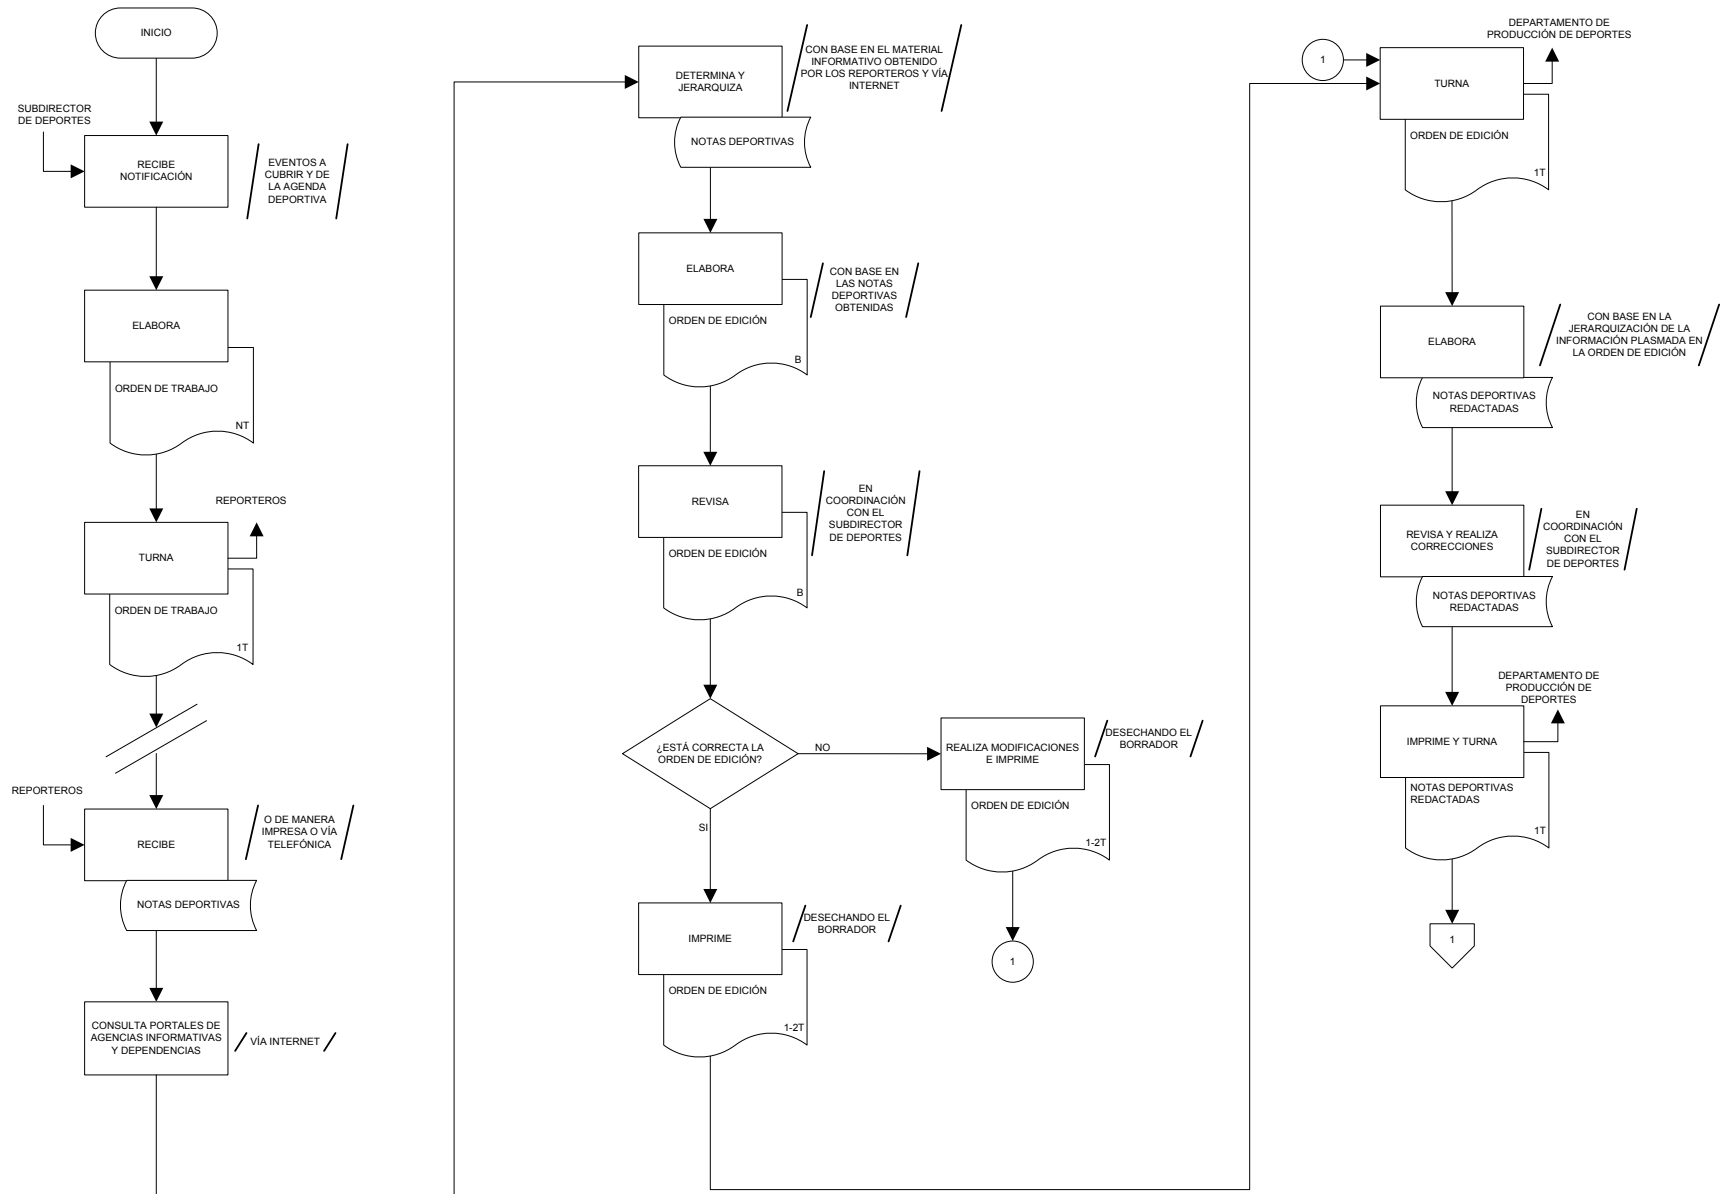 INICIO
SUBDIRECTOR
DE DEPORTES
RECIBE
NOTIFICACIÓN
EVENTOS A
CUBRIR Y DE
LA AGENDA
DEPORTIVA
ELABORA
ORDEN DE TRABAJO
NT
REPORTEROS
TURNA
ORDEN DE TRABAJO
1T
REPORTEROS
RECIBE
O DE MANERA
IMPRESA O VÍA
TELEFÓNICA
NOTAS DEPORTIVAS
CONSULTA PORTALES DE
AGENCIAS INFORMATIVAS
Y DEPENDENCIAS
VÍA INTERNET
DETERMINA Y
JERARQUIZA
CON BASE EN EL MATERIAL
INFORMATIVO OBTENIDO
POR LOS REPORTEROS Y VÍA
INTERNET
NOTAS DEPORTIVAS
ELABORA
CON BASE EN
LAS NOTAS
DEPORTIVAS
OBTENIDAS
ORDEN DE EDICIÓN
B
REVISA
EN
COORDINACIÓN
CON EL
SUBDIRECTOR
DE DEPORTES
ORDEN DE EDICIÓN
B
¿ESTÁ CORRECTA LA
ORDEN DE EDICIÓN?
NO
SI
REALIZA MODIFICACIONES
E IMPRIME
DESECHANDO EL
BORRADOR
ORDEN DE EDICIÓN
1-2T
1
IMPRIME
DESECHANDO EL
BORRADOR
ORDEN DE EDICIÓN
1-2T
1
DEPARTAMENTO DE
PRODUCCIÓN DE DEPORTES
TURNA
ORDEN DE EDICIÓN
1T
ELABORA
CON BASE EN LA
JERARQUIZACIÓN DE LA
INFORMACIÓN PLASMADA EN
LA ORDEN DE EDICIÓN
NOTAS DEPORTIVAS
REDACTADAS
REVISA Y REALIZA
CORRECCIONES
EN
COORDINACIÓN
CON EL
SUBDIRECTOR
DE DEPORTES
NOTAS DEPORTIVAS
REDACTADAS
DEPARTAMENTO DE
PRODUCCIÓN DE
DEPORTES
IMPRIME Y TURNA
NOTAS DEPORTIVAS
REDACTADAS
1T
1